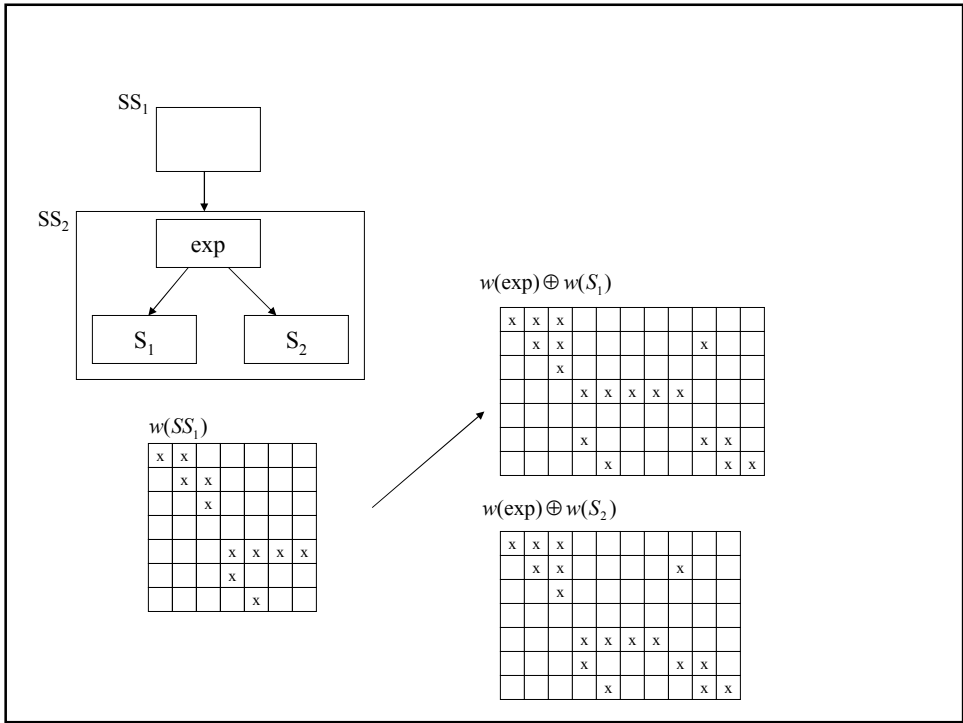 SS₁
SS₂
exp
S₁
S₂
w(SS₁)
x x
x x
x
x x x x
x
x
w(exp) ⊕ w(S₁)
x x x
x x x
x
x x x x x
x x x
x x x
w(exp) ⊕ w(S₂)
x x x
x x x
x
x x x x
x x x
x x x